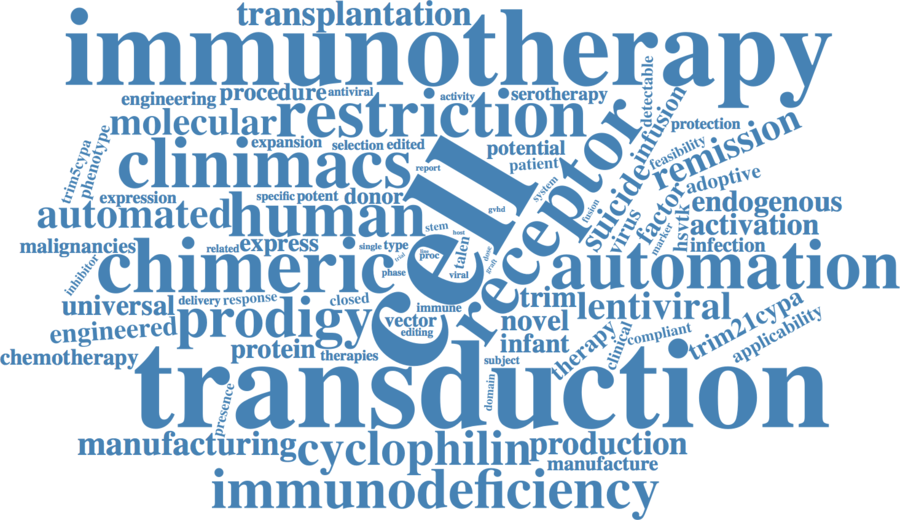 transplantation
immunotherapy
engineering
procedure
antiviral
activity
serotherapy
detectable
molecular
restriction
infusion
protection
trim5cypa
phenotype
expansion
selection
edited
potential
remission
clinimacs
report
patient
feasibility
receptor
cell
suicide
adoptive
expression
specific
potent
donor
system
factor
endogenous
automated
human
gvhd
fusion
virus
hsvtk
marker
activation
stem
host
malignancies
related
express
single
type
trial
proc
talen
infection
inhibitor
chimeric
phase
viral
dose
graft
automation
universal
delivery
response
closed
immune
trim
lentiviral
engineered
prodigy
vector
editing
novel
therapy
clinical
compliant
trim21cypa
applicability
chemotherapy
protein
therapies
infant
subject
transduction
domain
presence
manufacturing
cyclophilin
production
manufacture
immunodeficiency